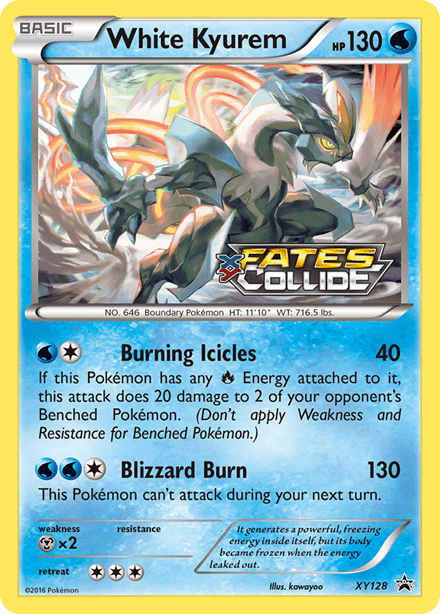 BASIC White Kyurem HP 130
XY FATES
COLLIDE
NO. 646 Boundary Pokémon HT: 11'10" WT: 716.5 lbs.
Burning Icicles 40
If this Pokémon has any Energy attached to it,
this attack does 20 damage to 2 of your opponent's
Benched Pokémon. (Don't apply Weakness and
Resistance for Benched Pokémon.)
Blizzard Burn 130
This Pokémon can't attack during your next turn.
weakness resistance
×2
It generates a powerful, freezing
energy inside itself, but its body
became frozen when the energy
leaked out.
retreat
©2016 Pokémon Illus. kawayoo XY128